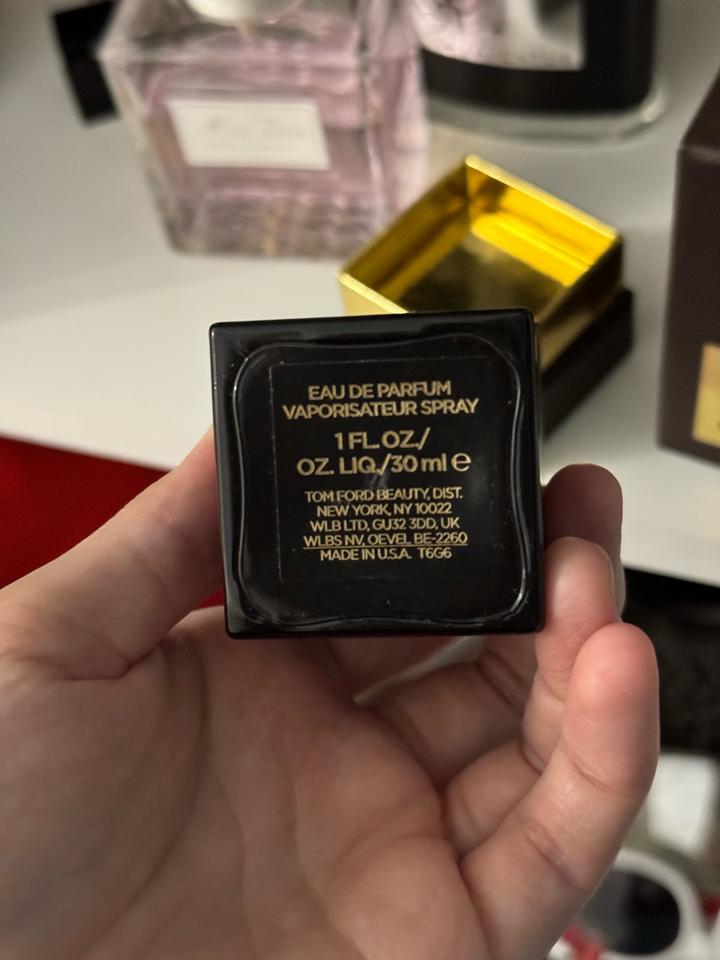 EAU DE PARFUM
VAPORISATEUR SPRAY
1 FL. OZ./
OZ. LIQ./30 ml ℮
TOM FORD BEAUTY, DIST.
NEW YORK, NY 10022
WLB LTD, GU32 3DD, UK
WLBS NV, OEVEL BE-2260
MADE IN U.S.A. T6G6